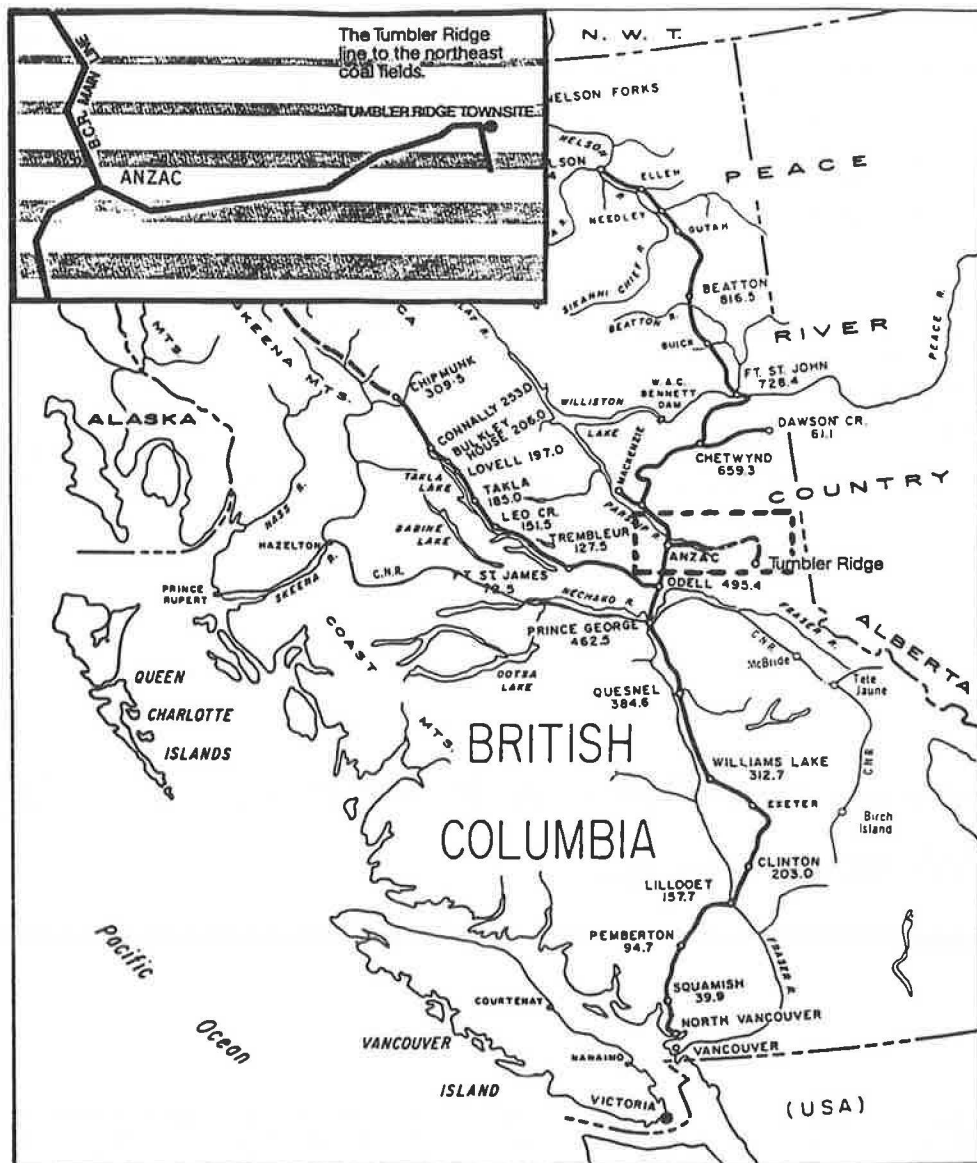 The Tumbler Ridge
line to the northeast
coal fields.
B.C.R. MAIN LINE
TUMBLER RIDGE TOWNSITE
ANZAC
N. W. T.
NELSON FORKS
NELSON
ELLEH
NEEDLEY
GUTAH
SIKANNI CHIEF R.
PEACE
BEATTON
816.5
BEATTON R.
BUICK
RIVER
PEACE R.
FT. ST. JOHN
728.4
W.A.C.
BENNETT
DAM
WILLISTON
LAKE
DAWSON CR.
61.1
CHETWYND
659.3
MACKENZIE
COUNTRY
PARSNIP R.
ANZAC
Tumbler Ridge
ODELL 495.4
MTS.
MTS.
CHIPMUNK
309.5
CONNALLY 253.0
BULKLEY
HOUSE 206.0
LOVELL 197.0
TAKLA
LAKE
TAKLA
185.0
LEO CR.
151.5
TREMBLEUR
127.5
ALASKA
NASS R.
HAZELTON
BABINE
LAKE
C.N.R.
FT. ST. JAMES
72.5
PRINCE
RUPERT
SKEENA R.
NECHAKO R.
PRINCE GEORGE
462.5
FRASER R.
C.N.R.
McBride
Tete
Jaune
ALBERTA
COAST
MTS.
OOTSA
LAKE
QUESNEL
384.6
QUEEN
CHARLOTTE
ISLANDS
BRITISH
COLUMBIA
WILLIAMS LAKE
312.7
EXETER
C.N.R.
Birch
Island
CLINTON
203.0
LILLOOET
157.7
PEMBERTON
94.7
FRASER R.
SQUAMISH
39.9
NORTH VANCOUVER
VANCOUVER
Pacific
Ocean
COURTENAY
VANCOUVER
ISLAND
NANAIMO
VICTORIA
(USA)